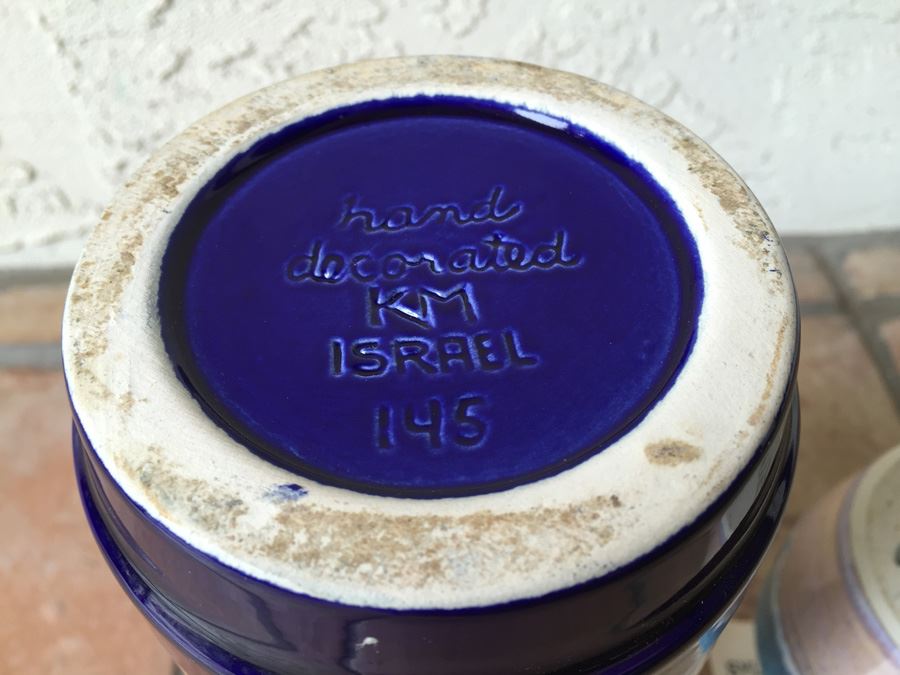 hand
decorated
KM
ISRAEL
145